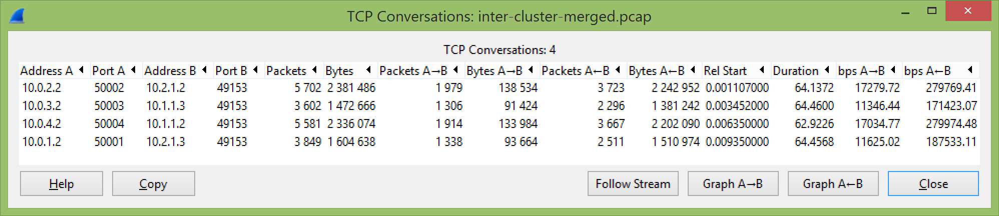 TCP Conversations: inter-cluster-merged.pcap
TCP Conversations: 4
Address A Port A Address B Port B Packets Bytes Packets A→B Bytes A→B Packets A←B Bytes A←B Rel Start Duration bps A→B bps A←B
10.0.2.2 50002 10.2.1.2 49153 5 702 2 381 486 1 979 138 534 3 723 2 242 952 0.001107000 64.1372 17279.72 279769.41
10.0.3.2 50003 10.1.1.3 49153 3 602 1 472 666 1 306 91 424 2 296 1 381 242 0.003452000 64.4600 11346.44 171423.07
10.0.4.2 50004 10.1.1.2 49153 5 581 2 336 074 1 914 133 984 3 667 2 202 090 0.006350000 62.9226 17034.77 279974.48
10.0.1.2 50001 10.2.1.3 49153 3 849 1 604 638 1 338 93 664 2 511 1 510 974 0.009350000 64.4568 11625.02 187533.11
Help Copy Follow Stream Graph A→B Graph A←B Close